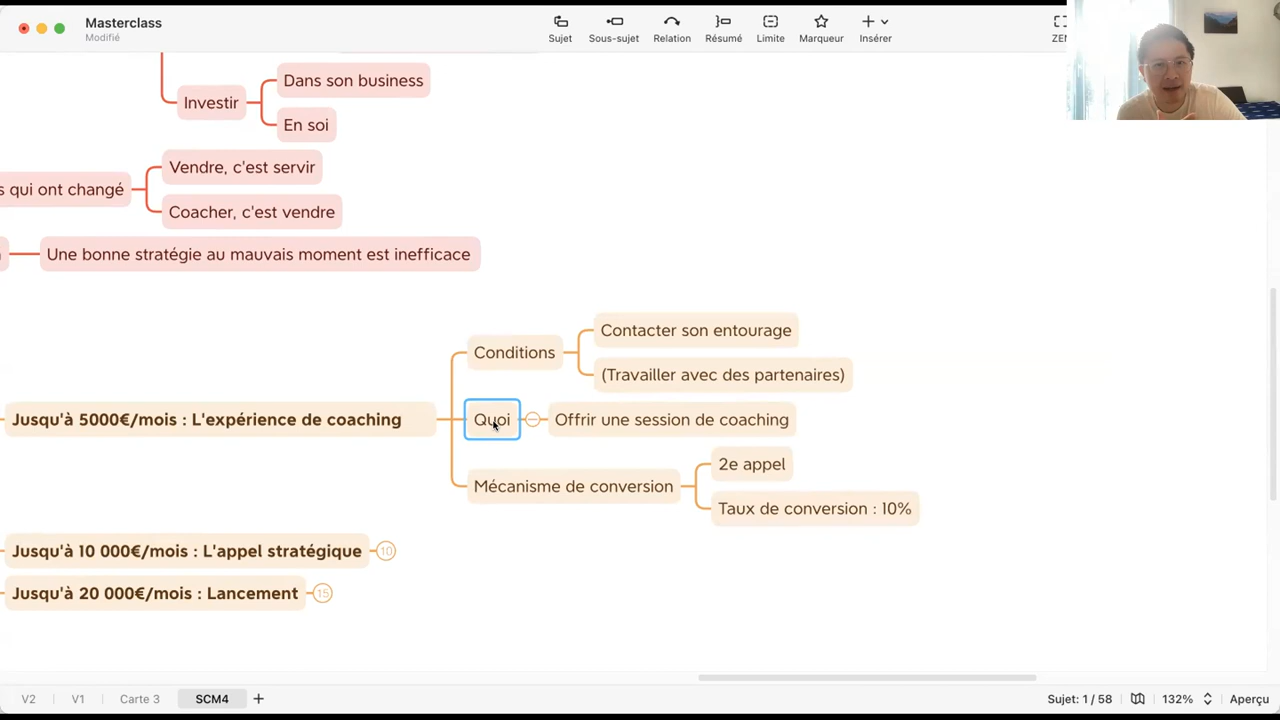 Masterclass
Modifié
Sujet
Sous-sujet
Relation
Résumé
Limite
Marqueur
Insérer
ZE
Dans son business
Investir
En soi
Vendre, c'est servir
s qui ont changé
Coacher, c'est vendre
Une bonne stratégie au mauvais moment est inefficace
Contacter son entourage
Conditions
(Travailler avec des partenaires)
Jusqu'à 5000€/mois : L'expérience de coaching
Quoi
Offrir une session de coaching
2e appel
Mécanisme de conversion
Taux de conversion : 10%
Jusqu'à 10 000€/mois : L'appel stratégique
10
Jusqu'à 20 000€/mois : Lancement
15
V2
V1
Carte 3
SCM4
Sujet: 1 / 58
132%
Aperçu